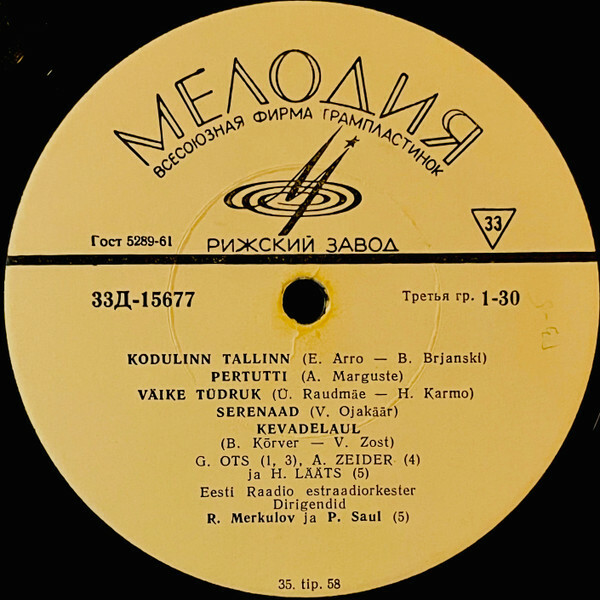 МЕЛОДИЯ
ВСЕСОЮЗНАЯ ФИРМА ГРАМПЛАСТИНОК
Гост 5289-61
РИЖСКИЙ ЗАВОД
33
33Д-15677
Третья гр. 1-30
KODULINN TALLINN (E. Arro — B. Brjanski)
PERTUTTI (A. Marguste)
VÄIKE TÜDRUK (Ü. Raudmäe — H. Karmo)
SERENAAD (V. Ojakäär)
KEVADELAUL
(B. Kõrver — V. Zost)
G. OTS (1, 3), A. ZEIDER (4)
ja H. LÄÄTS (5)
Eesti Raadio estraadiorkester
Dirigendid
R. Merkulov ja P. Saul (5)
35. tip. 58